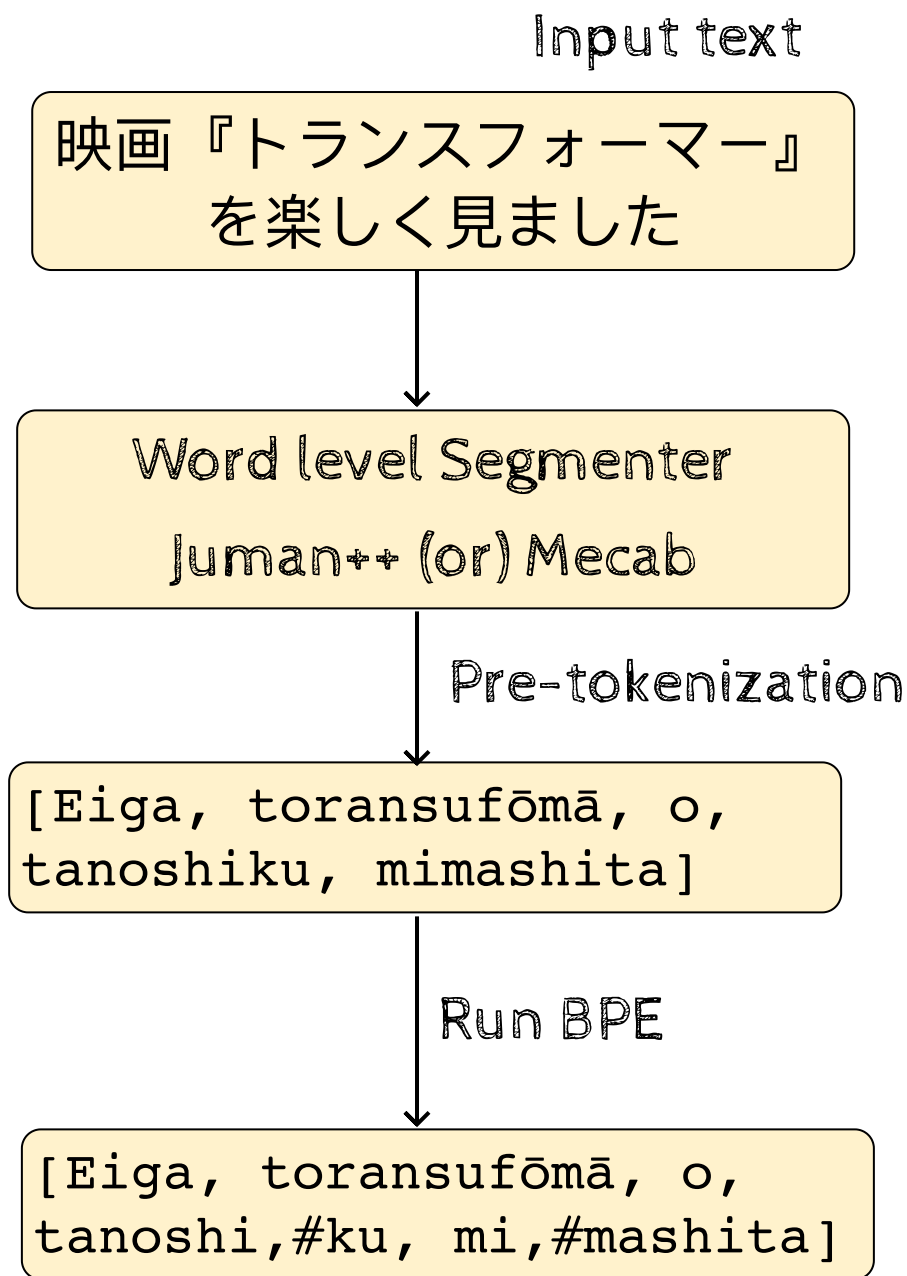 Input text
映画『トランスフォーマー』
を楽しく見ました
Word level Segmenter
Juman++ (or) Mecab
Pre-tokenization
[Eiga, toransufōmā, o,
tanoshiku, mimashita]
Run BPE
[Eiga, toransufōmā, o,
tanoshi,#ku, mi,#mashita]